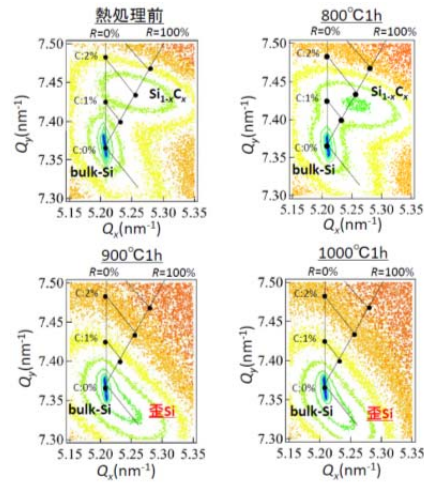 熱処理前
R=0% R=100%
7.50
C:2%
7.45
Si1-xCx
C:1%
7.40
C:0%
7.35
bulk-Si
7.30
5.15 5.20 5.25 5.30 5.35
Qx(nm-1)
Qy(nm-1)
800℃1h
R=0% R=100%
7.50
C:2%
7.45
Si1-xCx
C:1%
7.40
C:0%
7.35
bulk-Si
7.30
5.15 5.20 5.25 5.30 5.35
Qx(nm-1)
Qy(nm-1)
900℃1h
R=0% R=100%
7.50
C:2%
7.45
C:1%
7.40
C:0%
7.35
bulk-Si 歪Si
7.30
5.15 5.20 5.25 5.30 5.35
Qx(nm-1)
Qy(nm-1)
1000℃1h
R=0% R=100%
7.50
C:2%
7.45
C:1%
7.40
C:0%
7.35
bulk-Si 歪Si
7.30
5.15 5.20 5.25 5.30 5.35
Qx(nm-1)
Qy(nm-1)